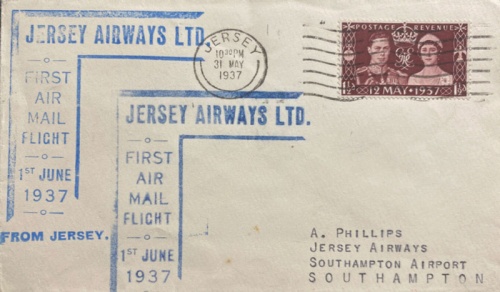 JERSEY AIRWAYS LTD.
FIRST
AIR
MAIL
FLIGHT
1ST JUNE
1937
FROM JERSEY.
JERSEY AIRWAYS LTD.
FIRST
AIR
MAIL
FLIGHT
1ST JUNE
1937
JERSEY
10 30 PM
31 MAY
1937
POSTAGE REVENUE
12 MAY 1937
A. PHILLIPS
JERSEY AIRWAYS
SOUTHAMPTON AIRPORT
SOUTHAMPTON